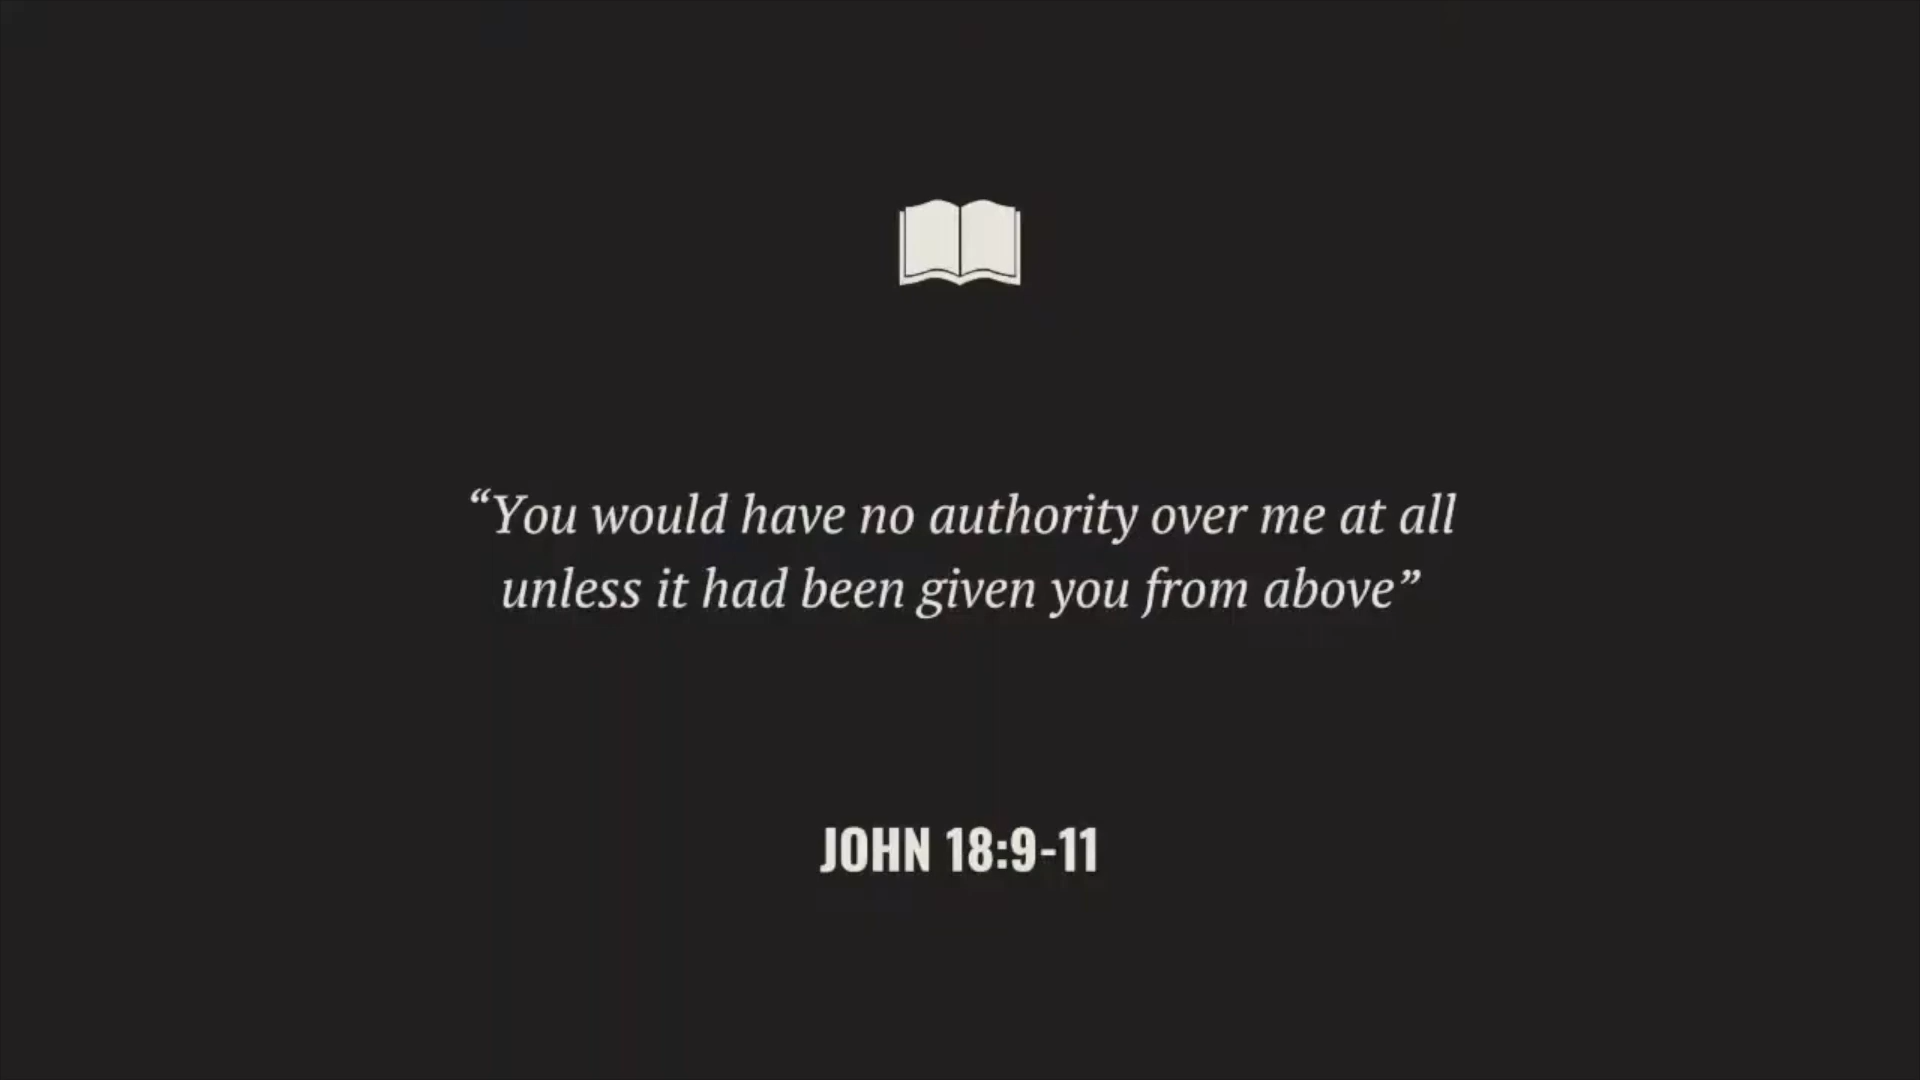 “You would have no authority over me at all
unless it had been given you from above”
JOHN 18:9-11